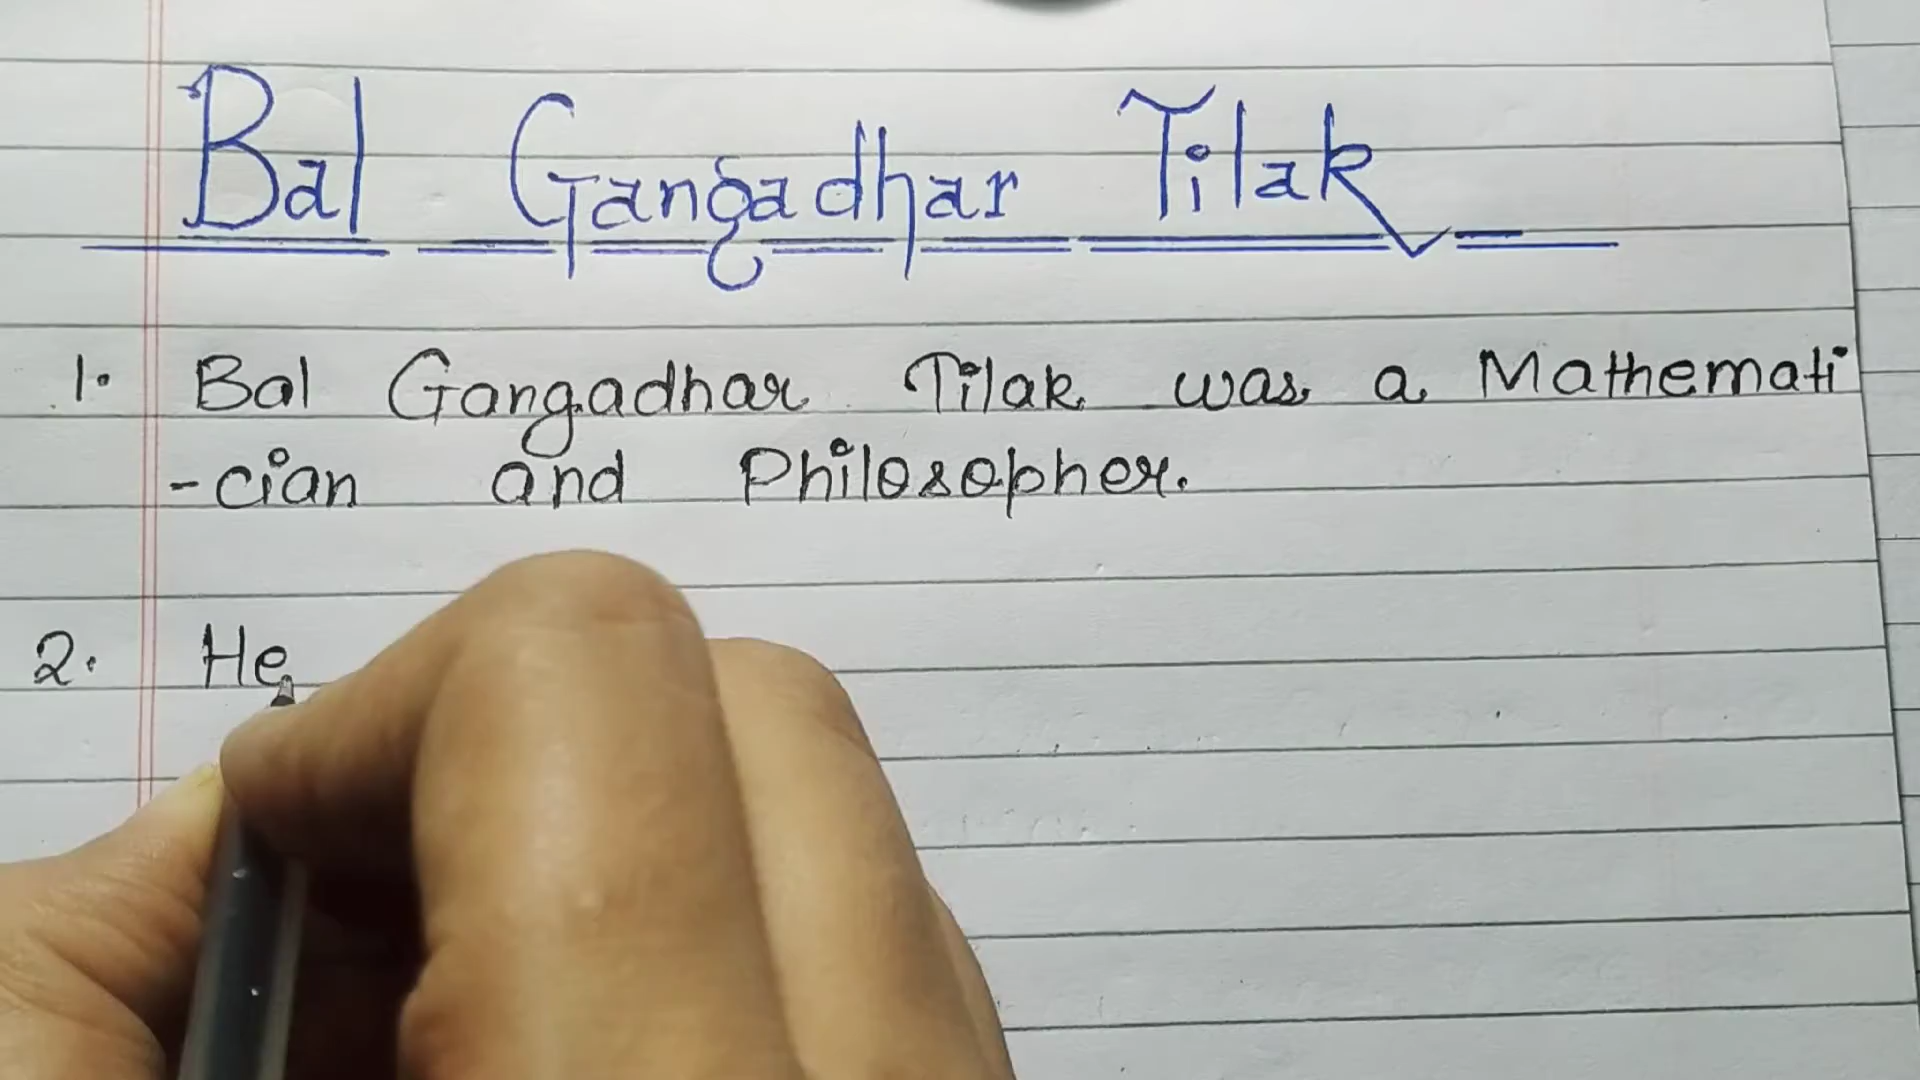 Bal Gangadhar Tilak
1. Bal Gangadhar Tilak was a Mathemati
-cian and Philosopher.
2. He